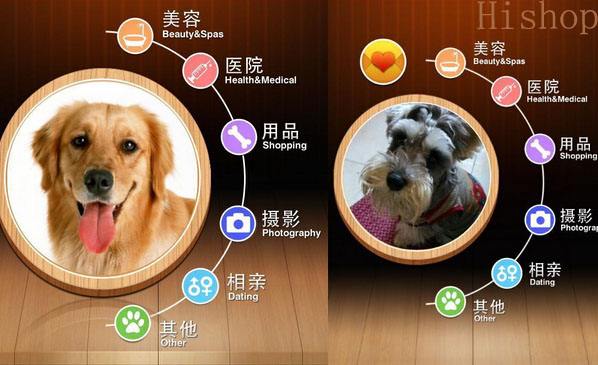 美容
Beauty&Spas
医院
Health&Medical
用品
Shopping
摄影
Photography
相亲
Dating
其他
Other
Hishop
美容
Beauty&Spas
医院
Health&Medical
用品
Shopping
摄影
Photogra
相亲
Dating
其他
Other